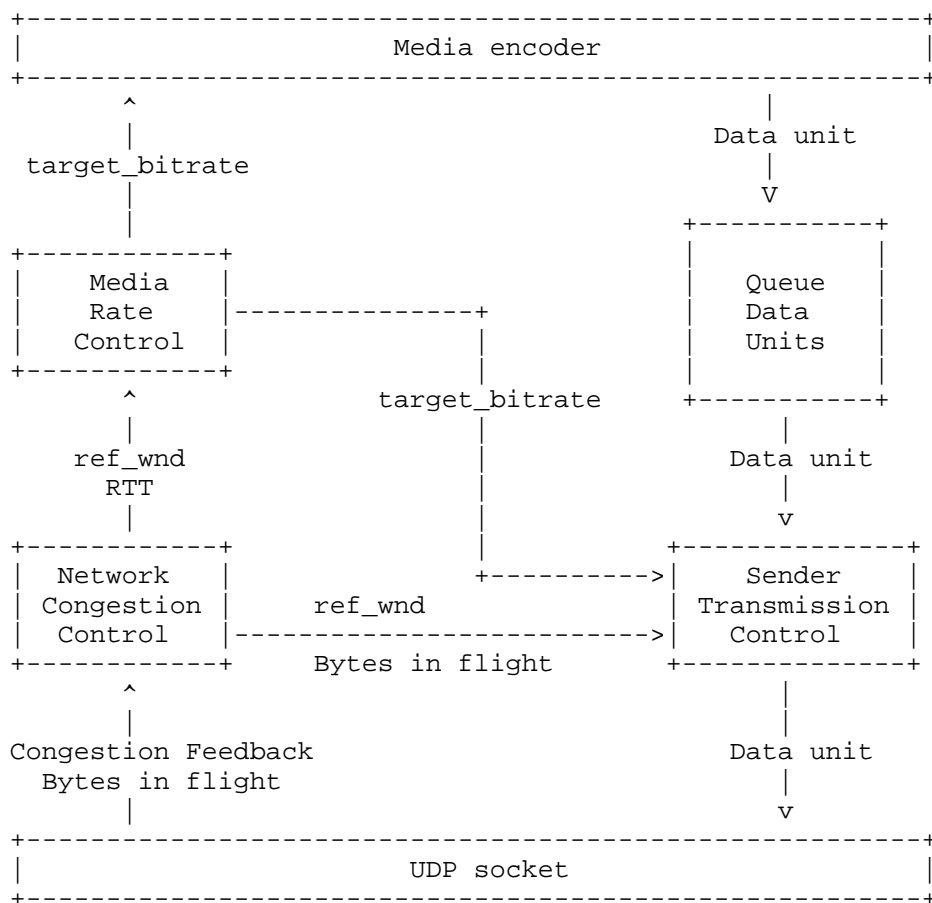 Media encoder
Data unit
target_bitrate
Media Queue
Rate Data
Control Units
target_bitrate
ref_wnd Data unit
RTT
Network Sender
Congestion ref_wnd Transmission
Control Control
Bytes in flight
Congestion Feedback Data unit
Bytes in flight
UDP socket